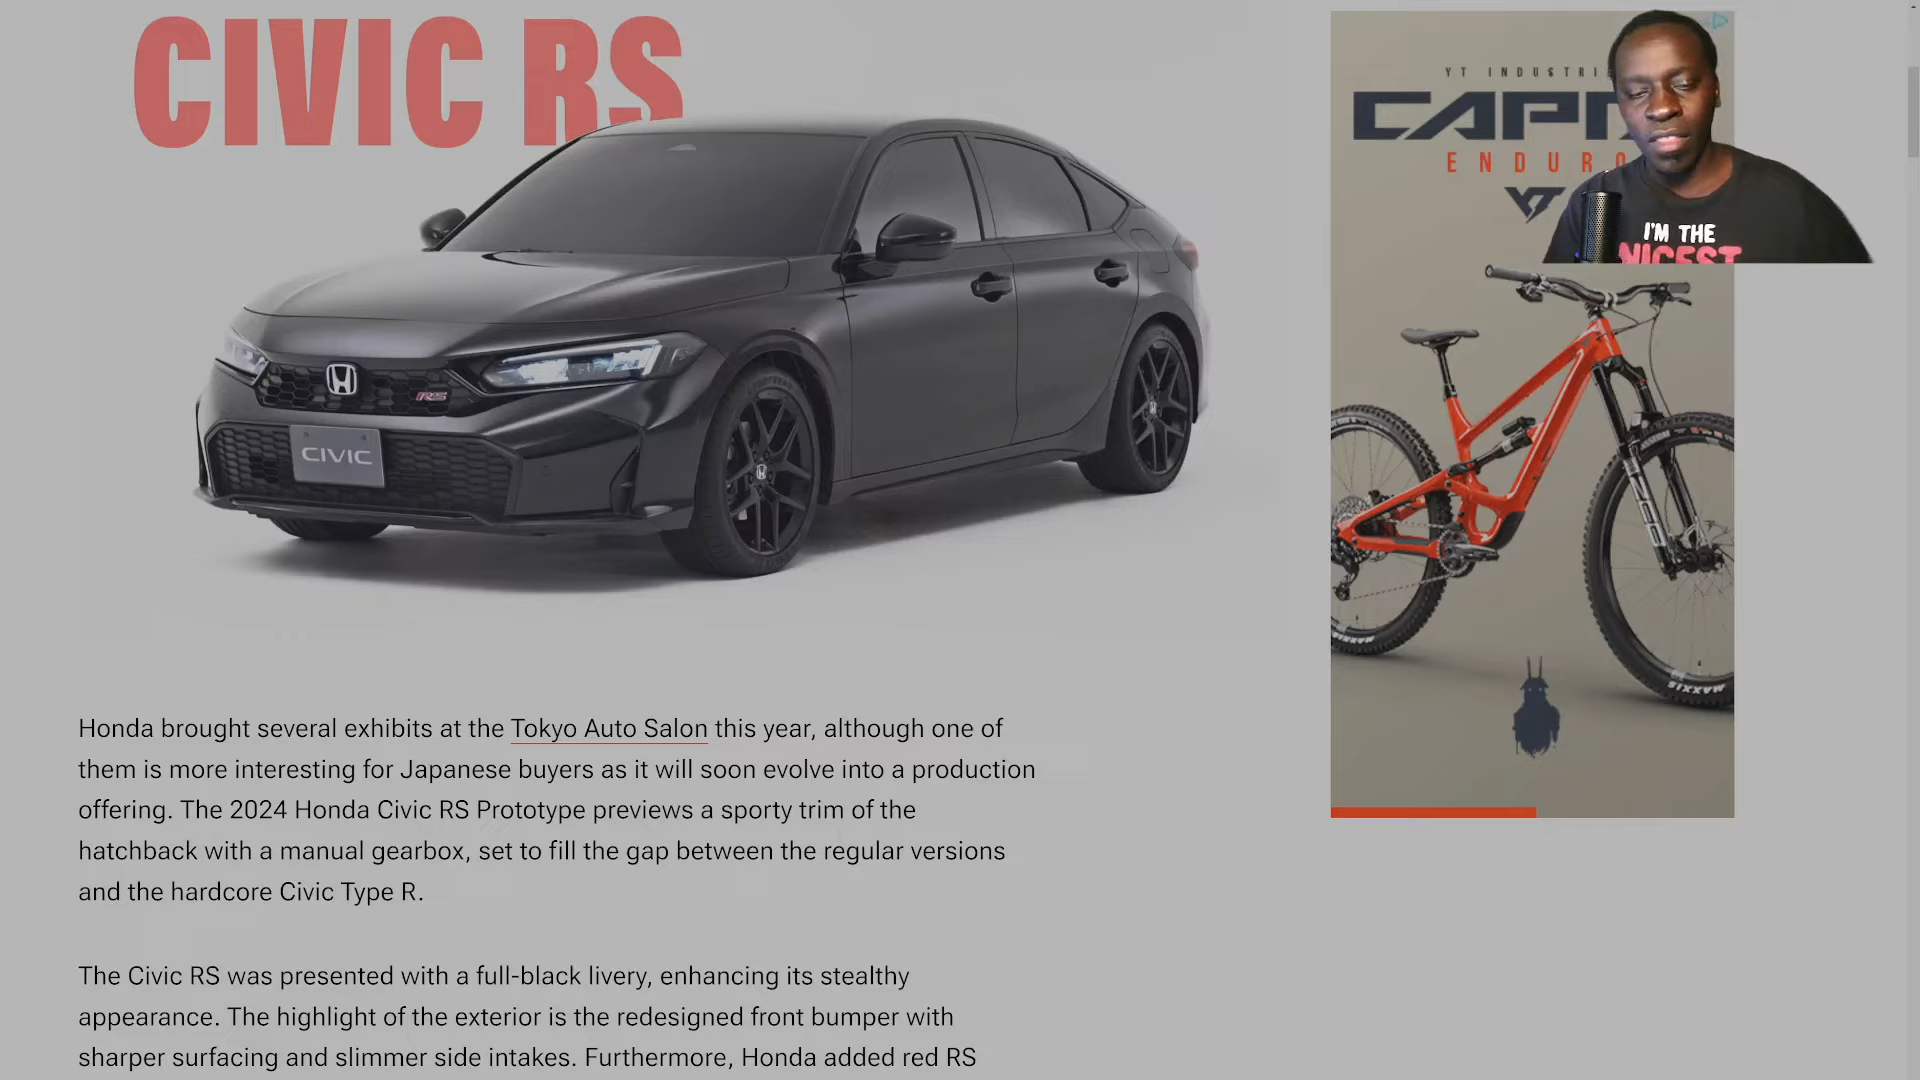 CIVIC RS
RS
CIVIC
Honda brought several exhibits at the Tokyo Auto Salon this year, although one of
them is more interesting for Japanese buyers as it will soon evolve into a production
offering. The 2024 Honda Civic RS Prototype previews a sporty trim of the
hatchback with a manual gearbox, set to fill the gap between the regular versions
and the hardcore Civic Type R.
The Civic RS was presented with a full-black livery, enhancing its stealthy
appearance. The highlight of the exterior is the redesigned front bumper with
sharper surfacing and slimmer side intakes. Furthermore, Honda added red RS
YT INDUSTRI
CAP
ENDURO
YT
I'M THE
NICEST
MAXXIS
MAXXIS